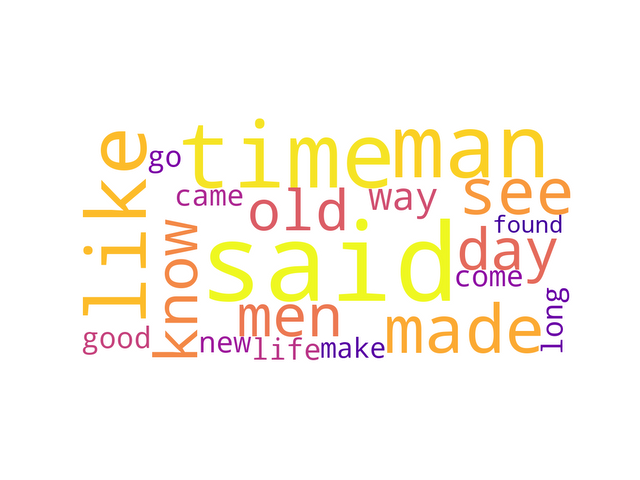 like
go
time
man
came
old
way
see
found
know
said
day
come
men
made
long
good
new
life
make